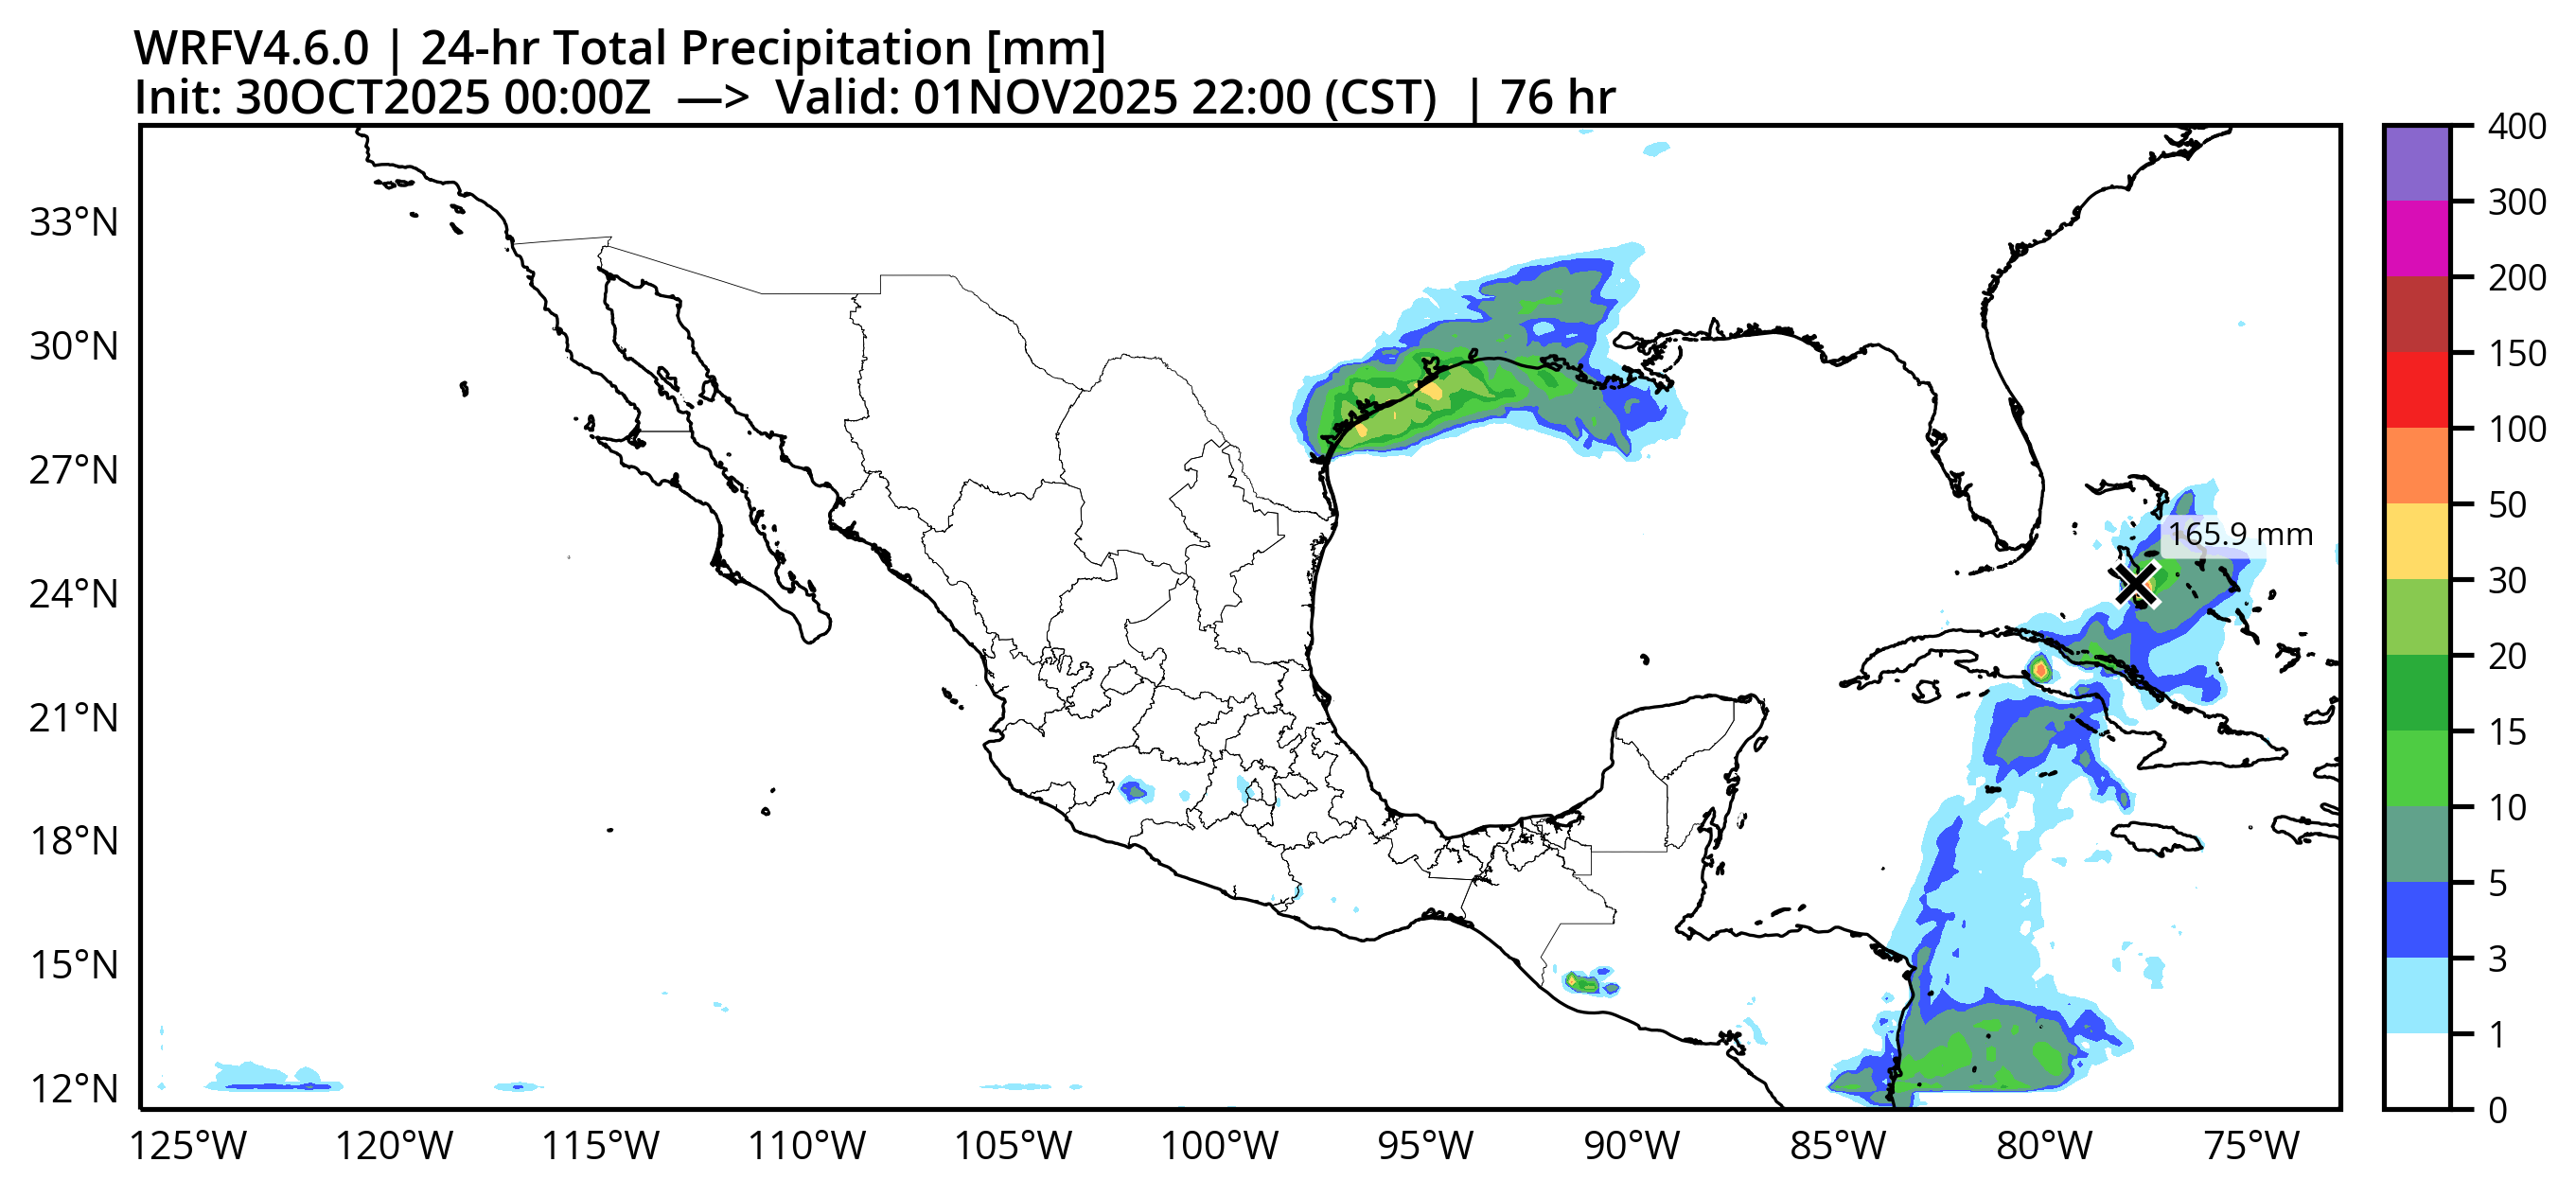 WRFV4.6.0 | 24-hr Total Precipitation [mm]
Init: 30OCT2025 00:00Z —> Valid: 01NOV2025 22:00 (CST) | 76 hr
33°N
30°N
27°N
24°N
21°N
18°N
15°N
12°N
125°W 120°W 115°W 110°W 105°W 100°W 95°W 90°W 85°W 80°W 75°W
165.9 mm
400
300
200
150
100
50
30
20
15
10
5
3
1
0